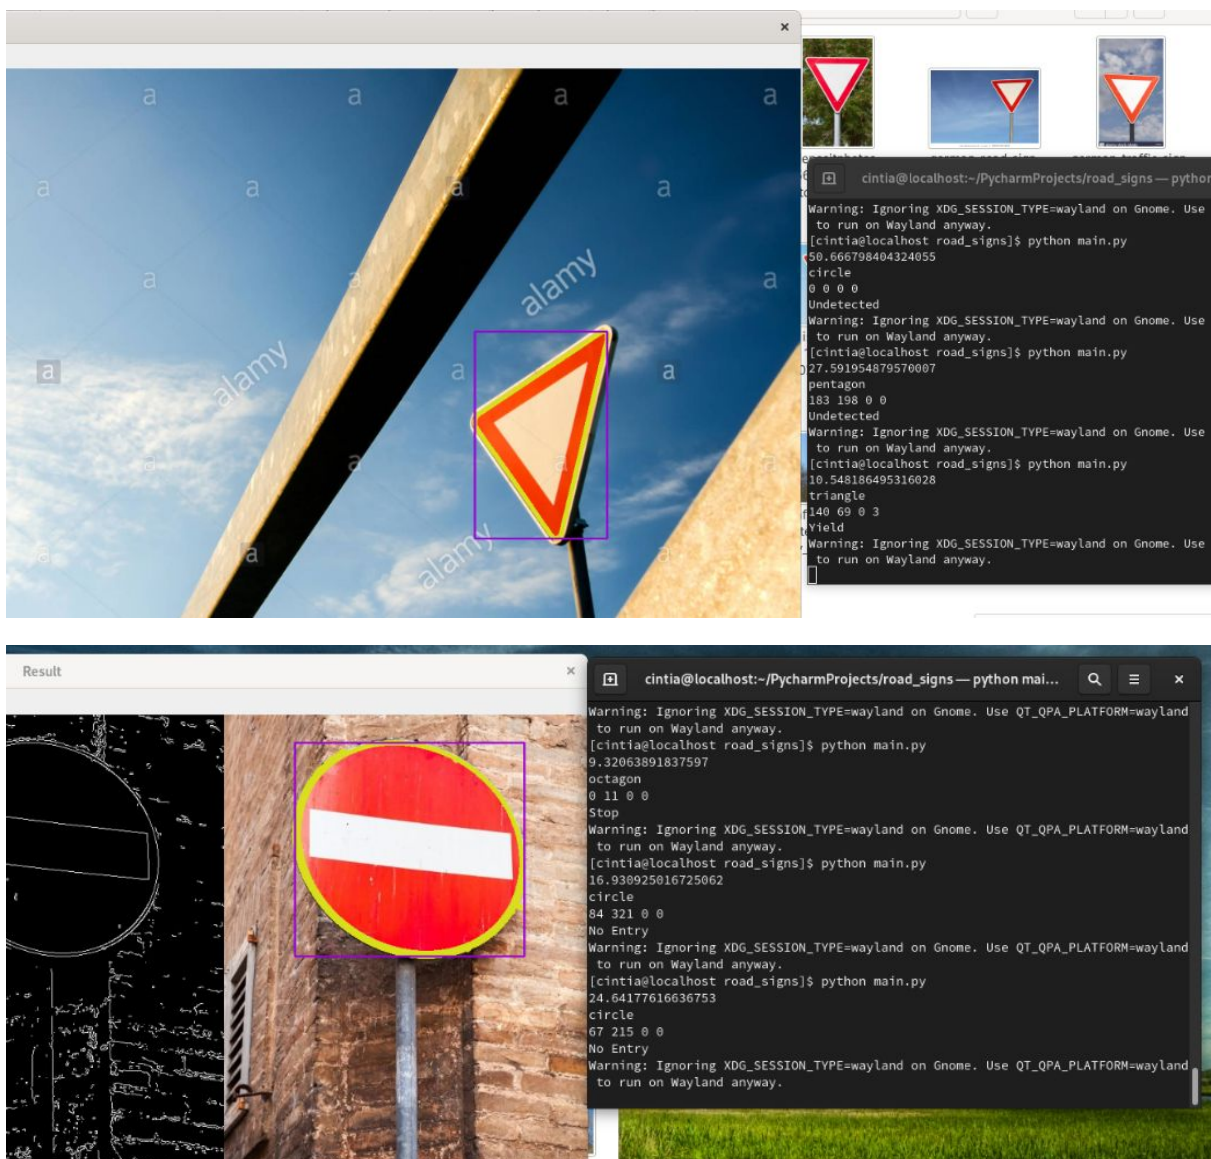 ×
a a a a
a a a a
a a a
alamy
a a a
alamy
a a a a
a a a
alamy
cintia@localhost:~/PycharmProjects/road_signs — python
Warning: Ignoring XDG_SESSION_TYPE=wayland on Gnome. Use
to run on Wayland anyway.
[cintia@localhost road_signs]$ python main.py
50.666798404324055
circle
0 0 0 0
Undetected
Warning: Ignoring XDG_SESSION_TYPE=wayland on Gnome. Use
to run on Wayland anyway.
[cintia@localhost road_signs]$ python main.py
27.591954879570007
pentagon
183 198 0 0
Undetected
Warning: Ignoring XDG_SESSION_TYPE=wayland on Gnome. Use
to run on Wayland anyway.
[cintia@localhost road_signs]$ python main.py
10.548186495316028
triangle
140 69 0 3
Yield
Warning: Ignoring XDG_SESSION_TYPE=wayland on Gnome. Use
to run on Wayland anyway.
Result ×
cintia@localhost:~/PycharmProjects/road_signs — python mai... ×
Warning: Ignoring XDG_SESSION_TYPE=wayland on Gnome. Use QT_QPA_PLATFORM=wayland
to run on Wayland anyway.
[cintia@localhost road_signs]$ python main.py
9.32063891837597
octagon
0 11 0 0
Stop
Warning: Ignoring XDG_SESSION_TYPE=wayland on Gnome. Use QT_QPA_PLATFORM=wayland
to run on Wayland anyway.
[cintia@localhost road_signs]$ python main.py
16.930925016725062
circle
84 321 0 0
No Entry
Warning: Ignoring XDG_SESSION_TYPE=wayland on Gnome. Use QT_QPA_PLATFORM=wayland
to run on Wayland anyway.
[cintia@localhost road_signs]$ python main.py
24.64177616636753
circle
67 215 0 0
No Entry
Warning: Ignoring XDG_SESSION_TYPE=wayland on Gnome. Use QT_QPA_PLATFORM=wayland
to run on Wayland anyway.